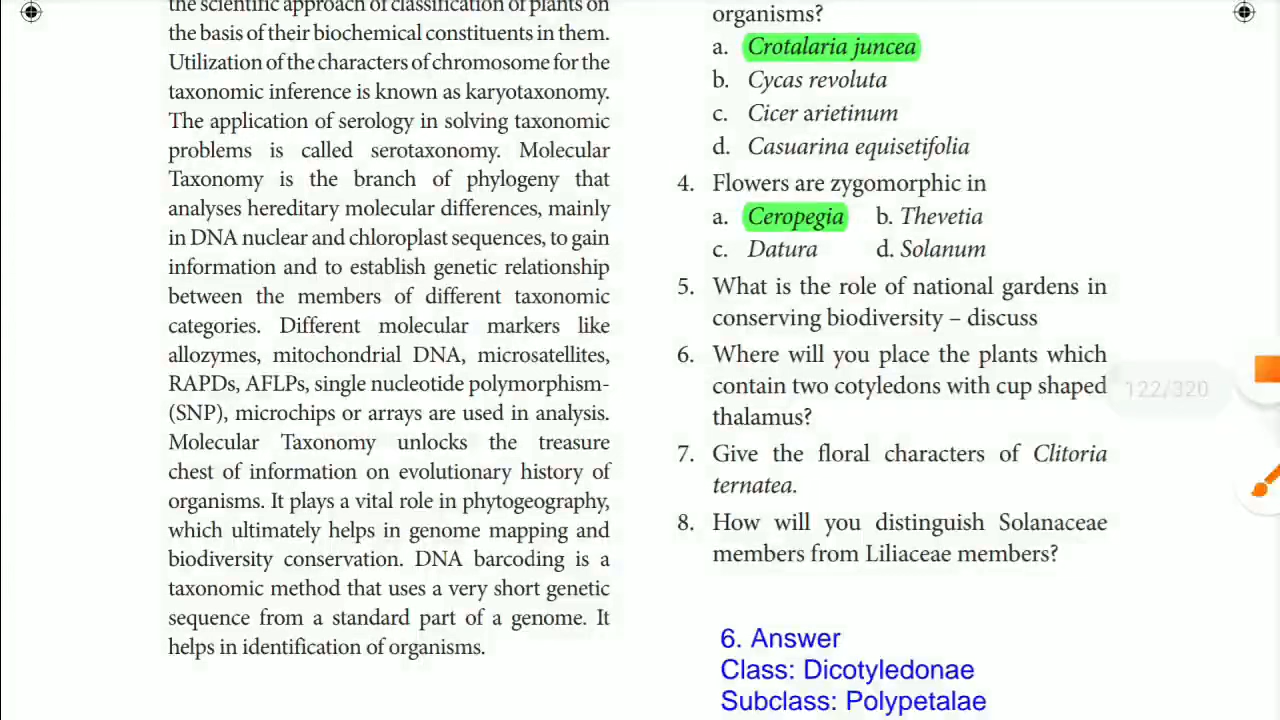 the scientific approach of classification of plants on
the basis of their biochemical constituents in them.
Utilization of the characters of chromosome for the
taxonomic inference is known as karyotaxonomy.
The application of serology in solving taxonomic
problems is called serotaxonomy. Molecular
Taxonomy is the branch of phylogeny that
analyses hereditary molecular differences, mainly
in DNA nuclear and chloroplast sequences, to gain
information and to establish genetic relationship
between the members of different taxonomic
categories. Different molecular markers like
allozymes, mitochondrial DNA, microsatellites,
RAPDs, AFLPs, single nucleotide polymorphism-
(SNP), microchips or arrays are used in analysis.
Molecular Taxonomy unlocks the treasure
chest of information on evolutionary history of
organisms. It plays a vital role in phytogeography,
which ultimately helps in genome mapping and
biodiversity conservation. DNA barcoding is a
taxonomic method that uses a very short genetic
sequence from a standard part of a genome. It
helps in identification of organisms.
organisms?
a. Crotalaria juncea
b. Cycas revoluta
c. Cicer arietinum
d. Casuarina equisetifolia
4. Flowers are zygomorphic in
a. Ceropegia b. Thevetia
c. Datura d. Solanum
5. What is the role of national gardens in
conserving biodiversity – discuss
6. Where will you place the plants which
contain two cotyledons with cup shaped
thalamus?
7. Give the floral characters of Clitoria
ternatea.
8. How will you distinguish Solanaceae
members from Liliaceae members?
6. Answer
Class: Dicotyledonae
Subclass: Polypetalae
122/320